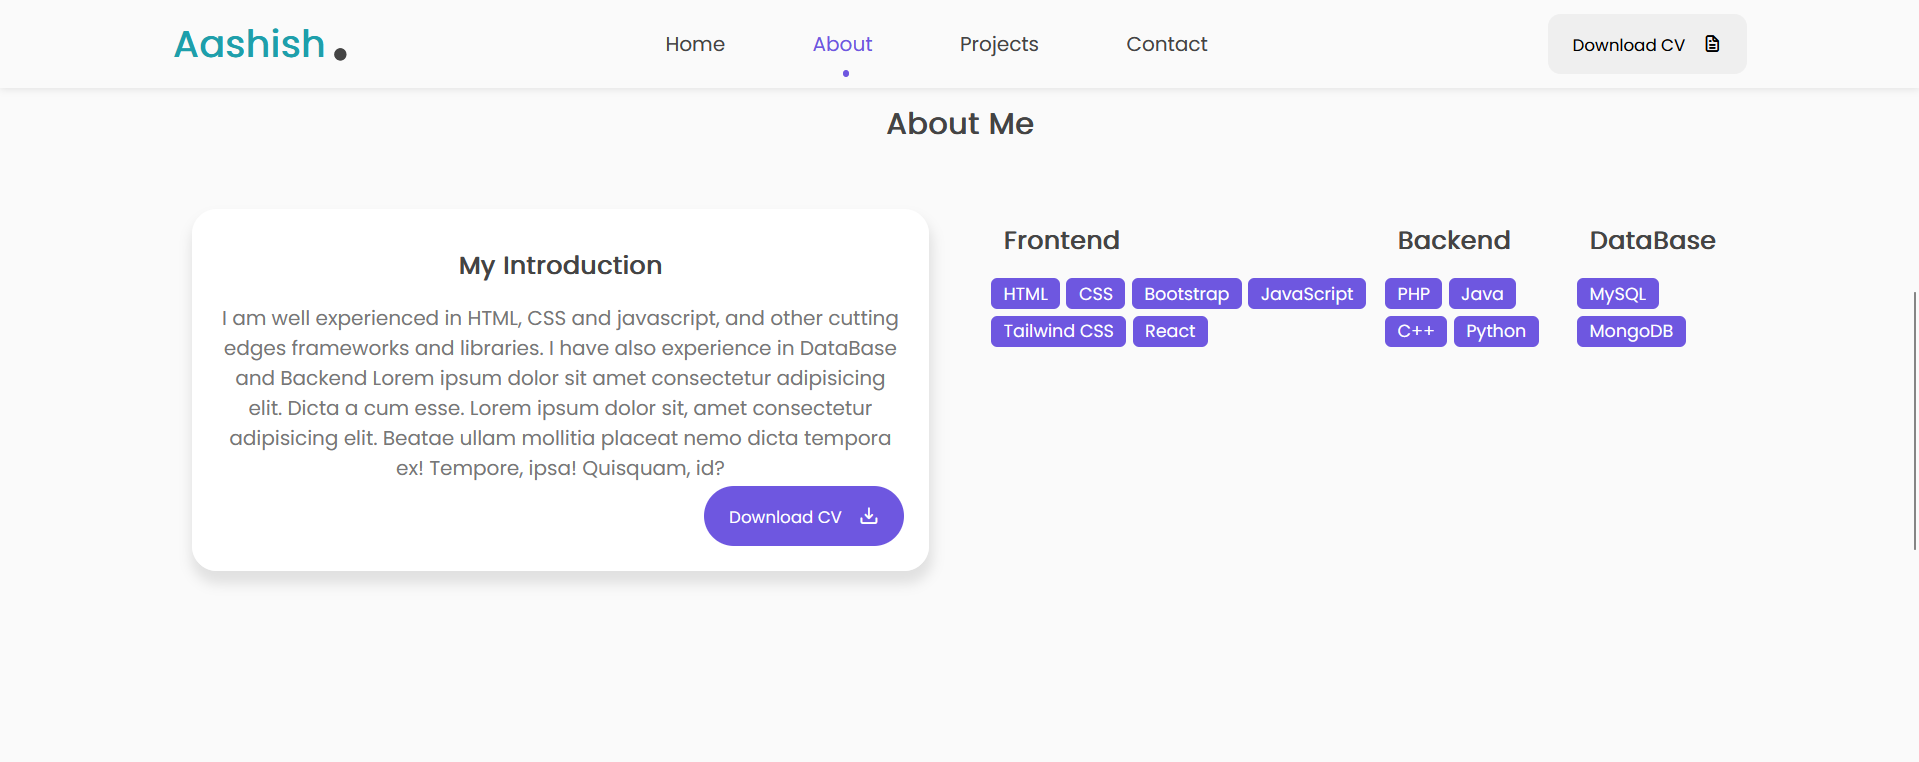 Aashish .
Home About Projects Contact
Download CV
About Me
My Introduction
I am well experienced in HTML, CSS and javascript, and other cutting
edges frameworks and libraries. I have also experience in DataBase
and Backend Lorem ipsum dolor sit amet consectetur adipisicing
elit. Dicta a cum esse. Lorem ipsum dolor sit, amet consectetur
adipisicing elit. Beatae ullam mollitia placeat nemo dicta tempora
ex! Tempore, ipsa! Quisquam, id?
Download CV
Frontend
HTML CSS Bootstrap JavaScript
Tailwind CSS React
Backend
PHP Java
C++ Python
DataBase
MySQL
MongoDB